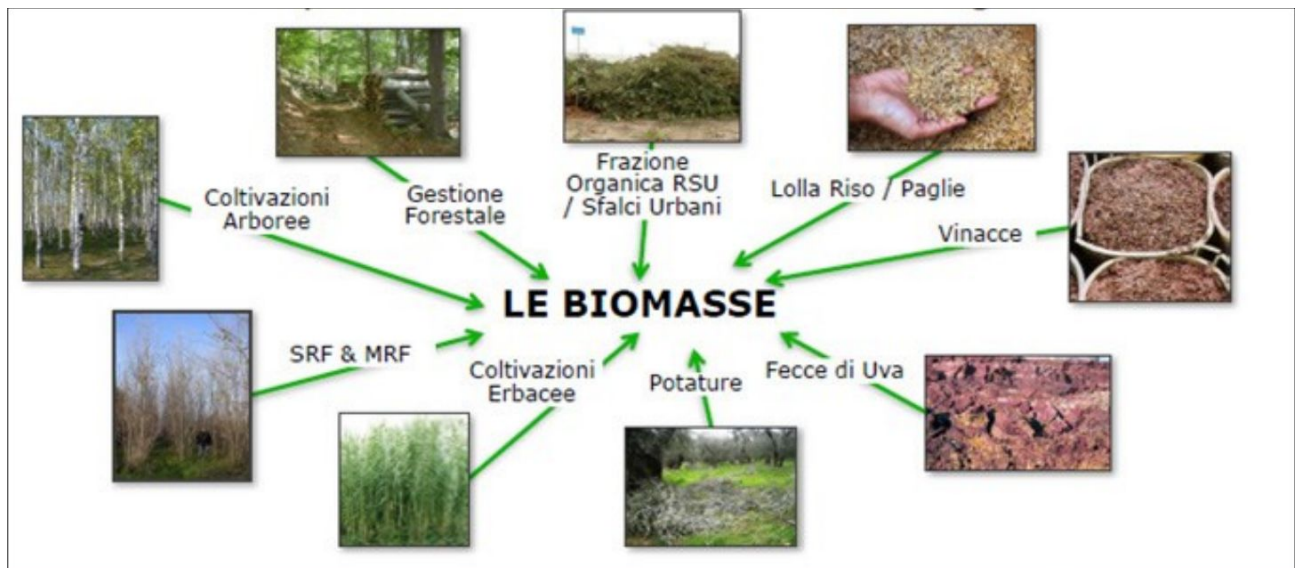 Coltivazioni
Arboree
Gestione
Forestale
Frazione
Organica RSU
/ Sfalci Urbani
Lolla Riso / Paglie
Vinacce
LE BIOMASSE
SRF & MRF
Coltivazioni
Erbacee
Potature
Fecce di Uva